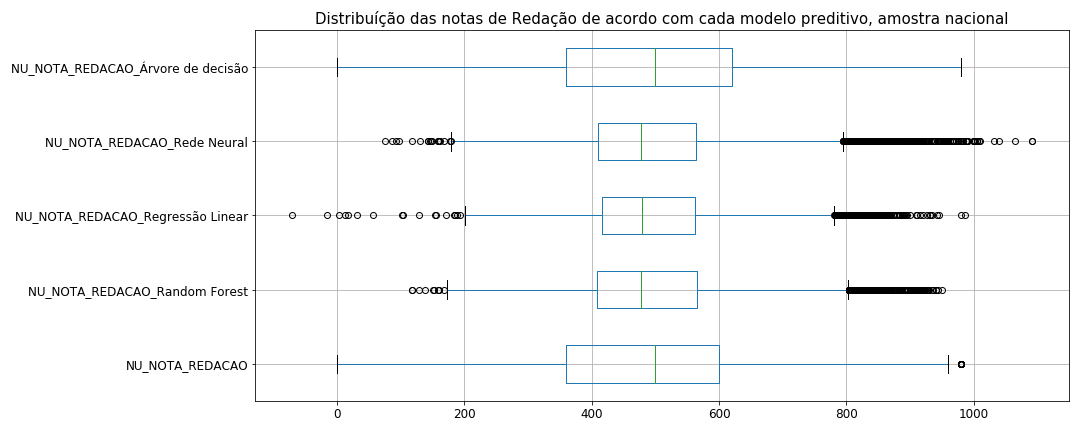 Distribuíção das notas de Redação de acordo com cada modelo preditivo, amostra nacional
NU_NOTA_REDACAO_Árvore de decisão
NU_NOTA_REDACAO_Rede Neural
NU_NOTA_REDACAO_Regressão Linear
NU_NOTA_REDACAO_Random Forest
NU_NOTA_REDACAO
0 200 400 600 800 1000